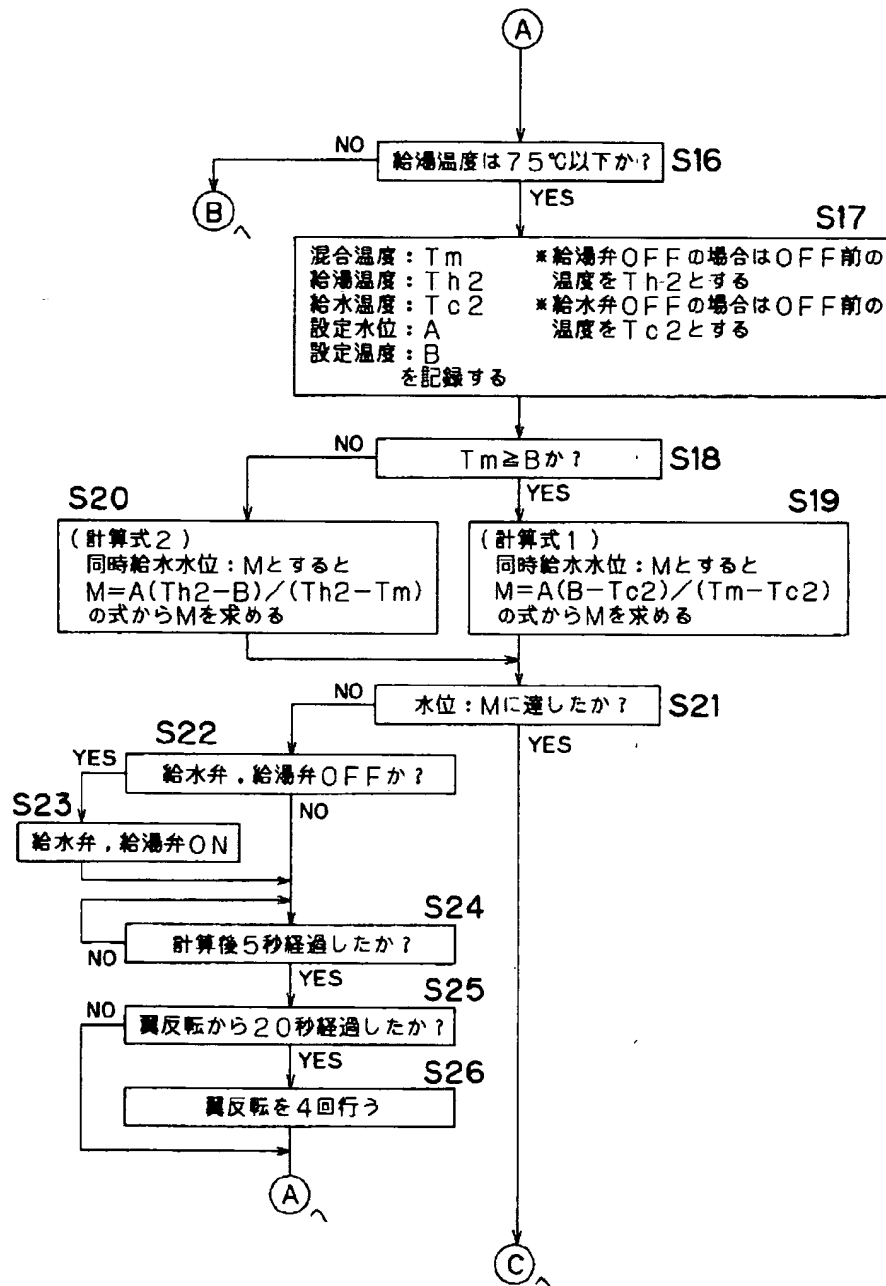 A
NO
給湯温度は75℃以下か?
S16
B
へ
YES
S17
混合温度:Tm
給湯温度:Th2
給水温度:Tc2
設定水位:A
設定温度:B
を記録する
※給湯弁OFFの場合はOFF前の
温度をTh2とする
※給水弁OFFの場合はOFF前の
温度をTc2とする
NO
Tm≧Bか?
S18
YES
S20
(計算式2)
同時給水水位:Mとすると
M=A(Th2-B)/(Th2-Tm)
の式からMを求める
S19
(計算式1)
同時給水水位:Mとすると
M=A(B-Tc2)/(Tm-Tc2)
の式からMを求める
NO
水位:Mに達したか?
S21
YES
S22
YES
給水弁,給湯弁OFFか?
NO
S23
給水弁,給湯弁ON
S24
計算後5秒経過したか?
NO
YES
S25
NO
翼反転から20秒経過したか?
YES
S26
翼反転を4回行う
A
へ
C
へ